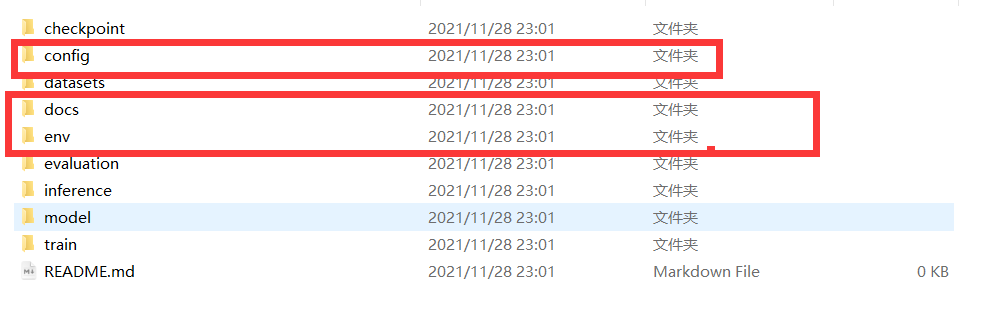 checkpoint 2021/11/28 23:01 文件夹
config 2021/11/28 23:01 文件夹
datasets 2021/11/28 23:01 文件夹
docs 2021/11/28 23:01 文件夹
env 2021/11/28 23:01 文件夹
evaluation 2021/11/28 23:01 文件夹
inference 2021/11/28 23:01 文件夹
model 2021/11/28 23:01 文件夹
train 2021/11/28 23:01 文件夹
README.md 2021/11/28 23:01 Markdown File 0 KB